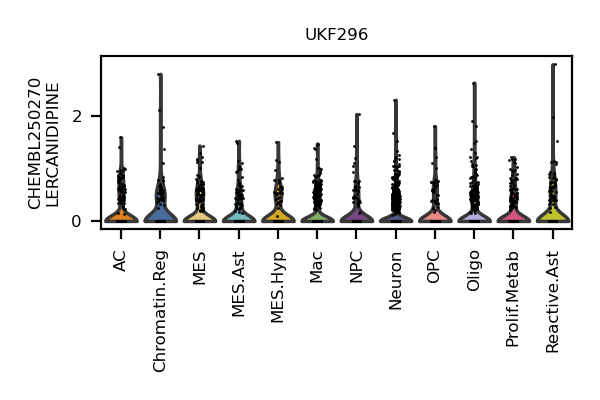 UKF296
CHEMBL250270
LERCANIDIPINE
2
0
AC
Chromatin.Reg
MES
MES.Ast
MES.Hyp
Mac
NPC
Neuron
OPC
Oligo
Prolif.Metab
Reactive.Ast